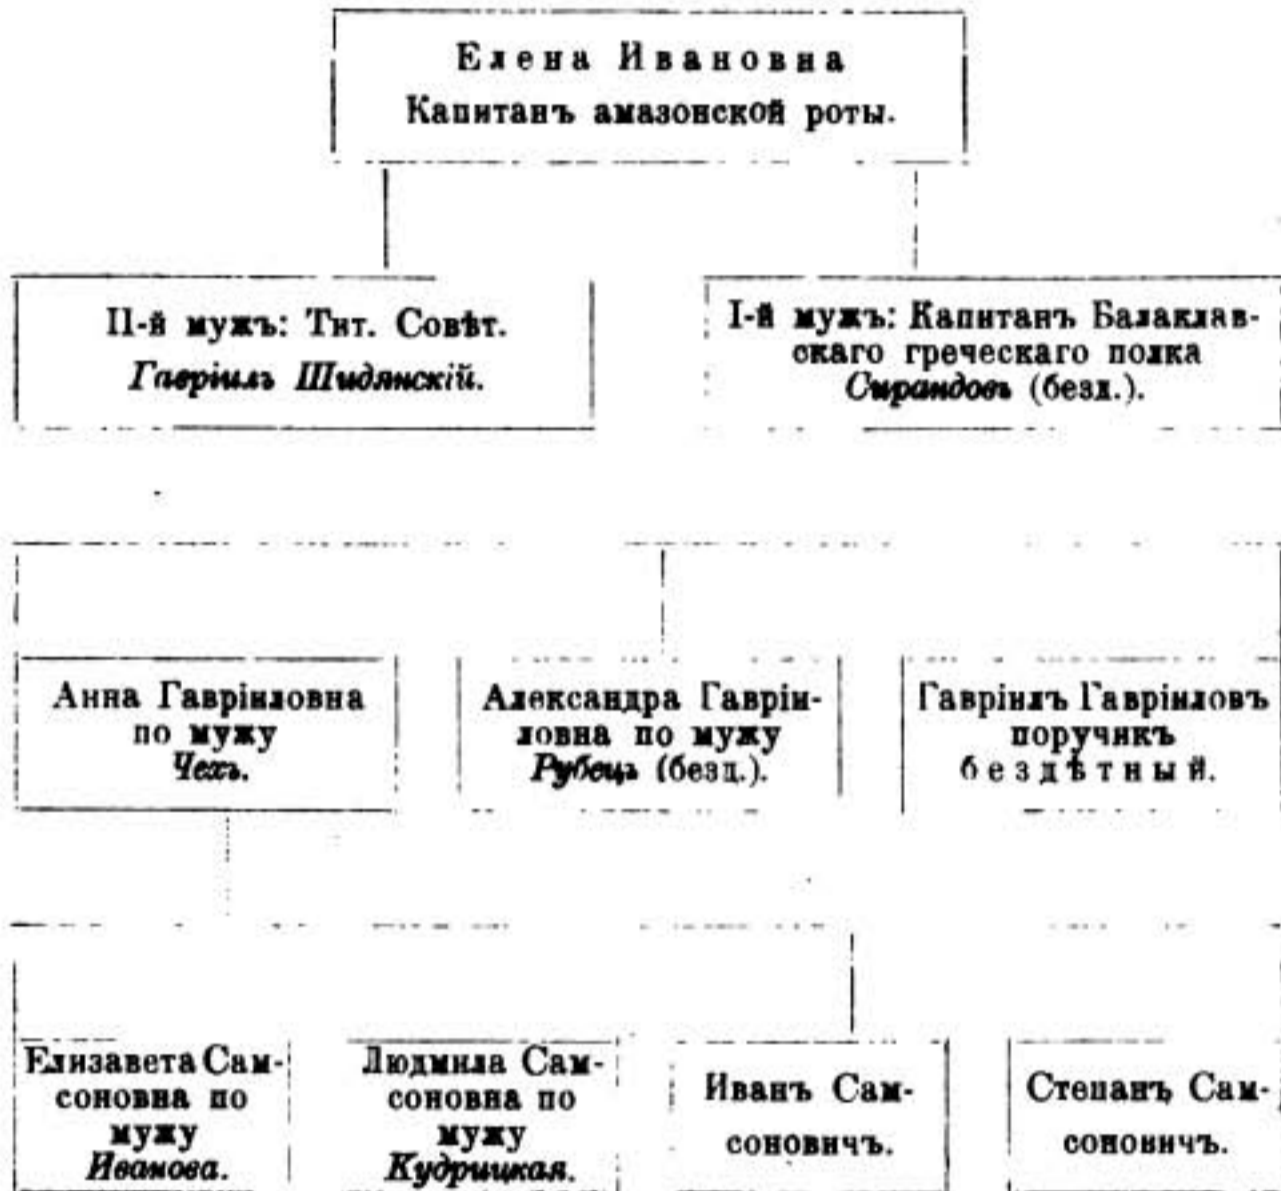 Елена Ивановна
Капитанъ амазонской роты.
II-й мужъ: Тит. Совѣт.
Гавріилъ Шидянскій.
I-й мужъ: Капитанъ Балаклав-
скаго греческаго полка
Сирандовъ (безд.).
Анна Гавріиловна
по мужу
Чехъ.
Александра Гавріи-
ловна по мужу
Рубецъ (безд.).
Гавріилъ Гавріиловъ
поручикъ
бездѣтный.
Елизавета Сам-
соновна по
мужу
Иванова.
Людмила Сам-
соновна по
мужу
Кудрицкая.
Иванъ Сам-
соновичъ.
Степанъ Сам-
соновичъ.